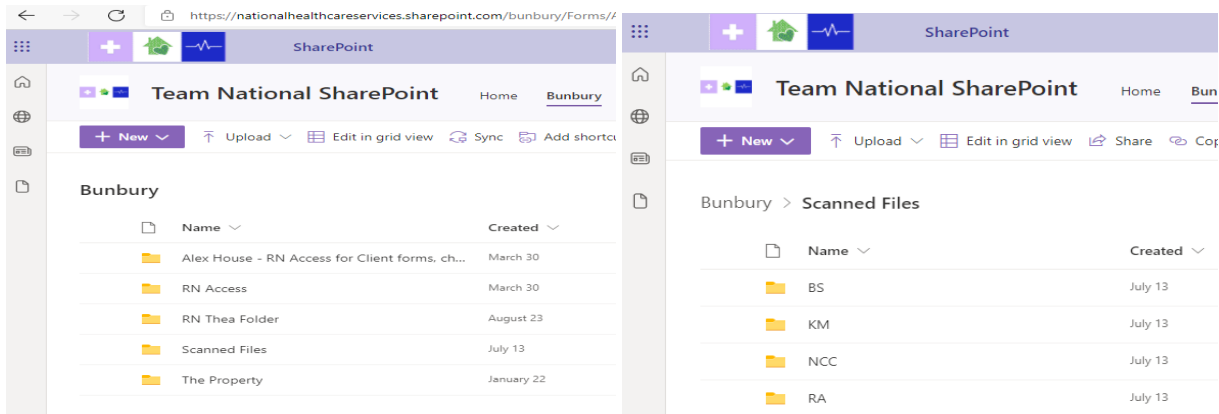 https://nationalhealthcareservices.sharepoint.com/bunbury/Forms/A
SharePoint
Team National SharePoint Home Bunbury
New Upload Edit in grid view Sync Add shortcu
Bunbury
Name Created
Alex House - RN Access for Client forms, ch... March 30
RN Access March 30
RN Thea Folder August 23
Scanned Files July 13
The Property January 22
SharePoint
Team National SharePoint Home Bun
New Upload Edit in grid view Share Cop
Bunbury > Scanned Files
Name Created
BS July 13
KM July 13
NCC July 13
RA July 13